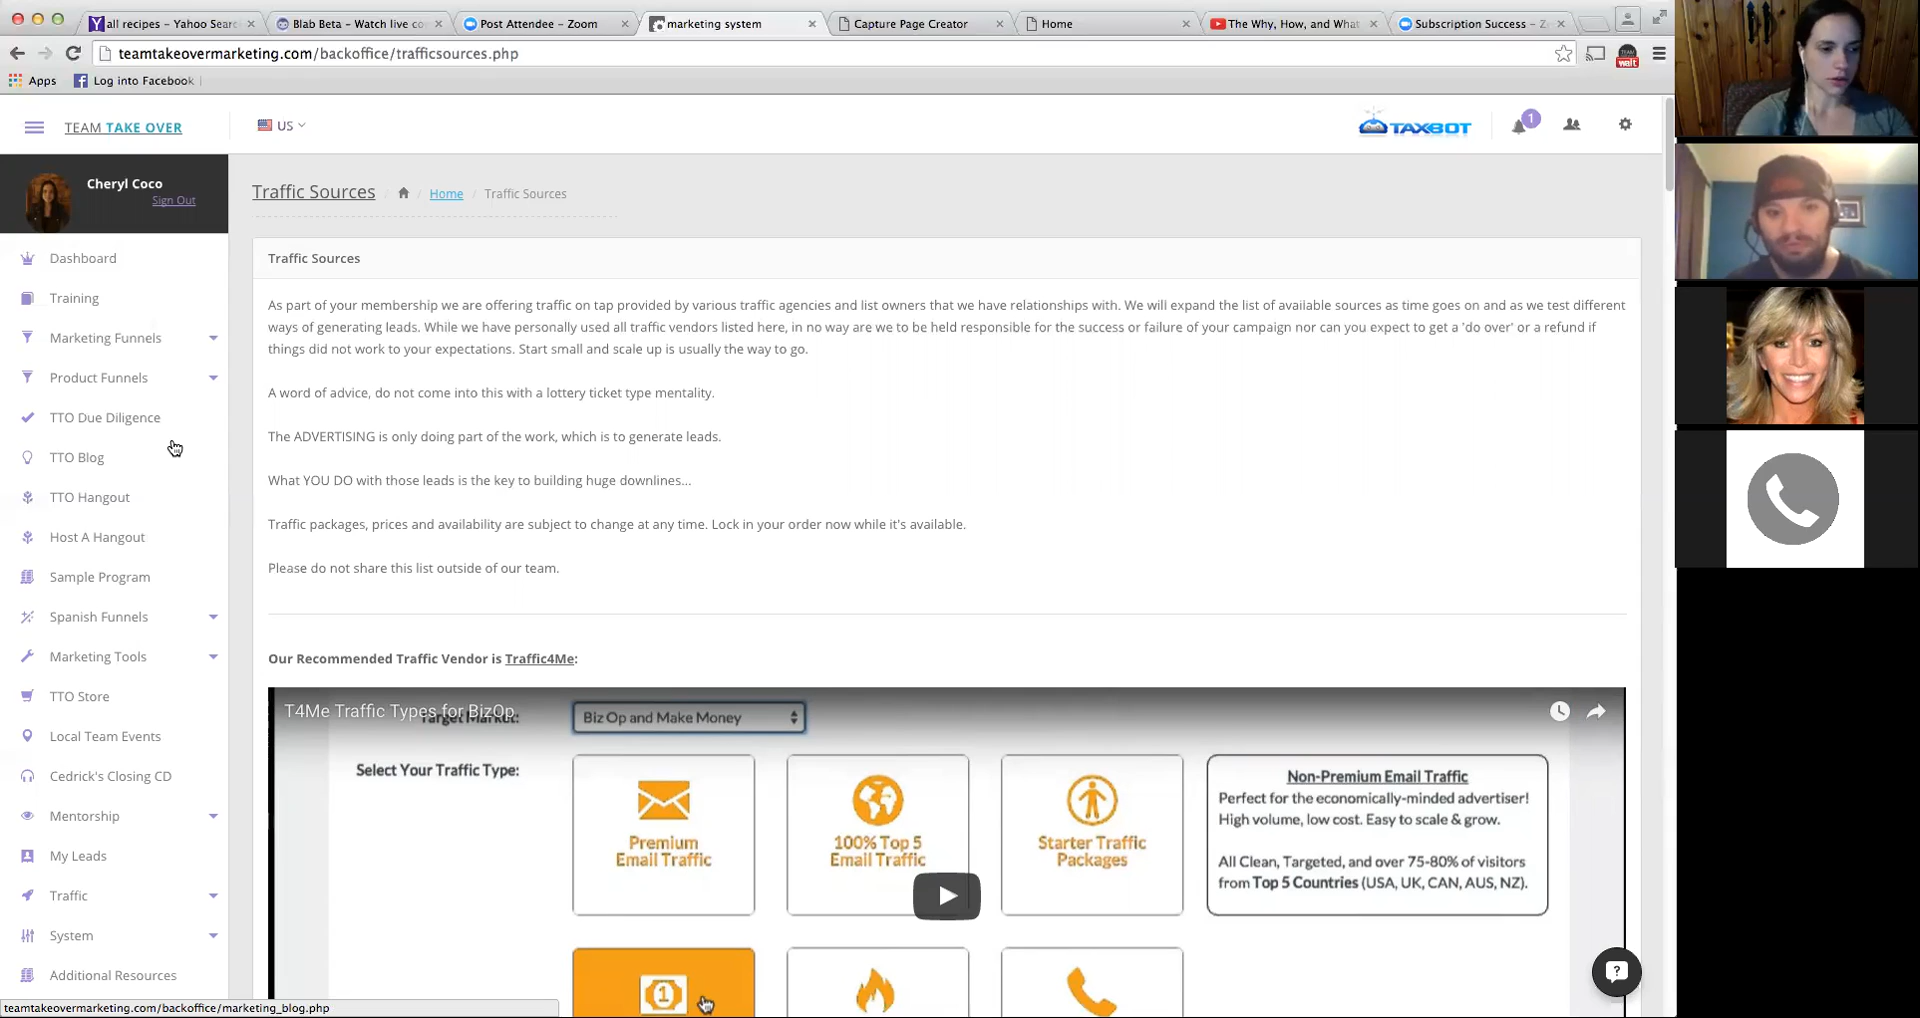 all recipes – Yahoo Sear
Blab Beta – Watch live co
Post Attendee – Zoom
marketing system
Capture Page Creator
Home
The Why, How, and What
Subscription Success – Z
teamtakeovermarketing.com/backoffice/trafficsources.php
Apps
Log into Facebook
TEAM TAKE OVER
US
TAXBOT
1
Cheryl Coco
Sign Out
Dashboard
Training
Marketing Funnels
Product Funnels
TTO Due Diligence
TTO Blog
TTO Hangout
Host A Hangout
Sample Program
Spanish Funnels
Marketing Tools
TTO Store
Local Team Events
Cedrick's Closing CD
Mentorship
My Leads
Traffic
System
Additional Resources
Traffic Sources / Home / Traffic Sources
Traffic Sources
As part of your membership we are offering traffic on tap provided by various traffic agencies and list owners that we have relationships with. We will expand the list of available sources as time goes on and as we test different
ways of generating leads. While we have personally used all traffic vendors listed here, in no way are we to be held responsible for the success or failure of your campaign nor can you expect to get a 'do over' or a refund if
things did not work to your expectations. Start small and scale up is usually the way to go.
A word of advice, do not come into this with a lottery ticket type mentality.
The ADVERTISING is only doing part of the work, which is to generate leads.
What YOU DO with those leads is the key to building huge downlines...
Traffic packages, prices and availability are subject to change at any time. Lock in your order now while it's available.
Please do not share this list outside of our team.
Our Recommended Traffic Vendor is Traffic4Me:
T4Me Traffic Types for BizOp
Target Market:
Biz Op and Make Money
Select Your Traffic Type:
Premium
Email Traffic
100% Top 5
Email Traffic
Starter Traffic
Packages
Non-Premium Email Traffic
Perfect for the economically-minded advertiser!
High volume, low cost. Easy to scale & grow.
All Clean, Targeted, and over 75-80% of visitors
from Top 5 Countries (USA, UK, CAN, AUS, NZ).
1
teamtakeovermarketing.com/backoffice/marketing_blog.php